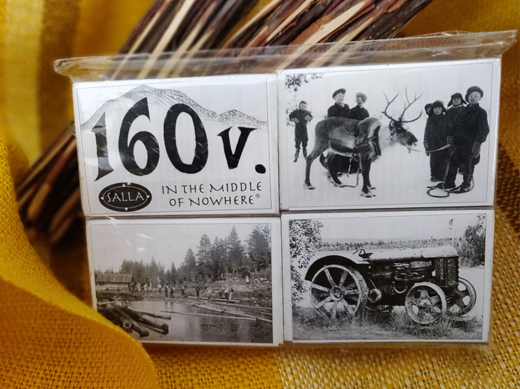 160 v.
SALLA
IN THE MIDDLE
OF NOWHERE®